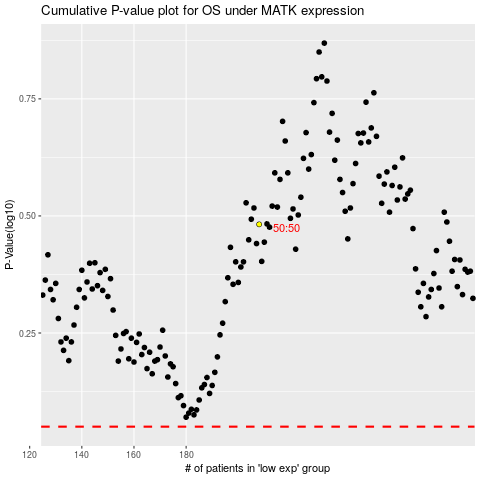 Cumulative P-value plot for OS under MATK expression
P-Value(log10)
0.75
0.50
0.25
50:50
120 140 160 180
# of patients in 'low exp' group